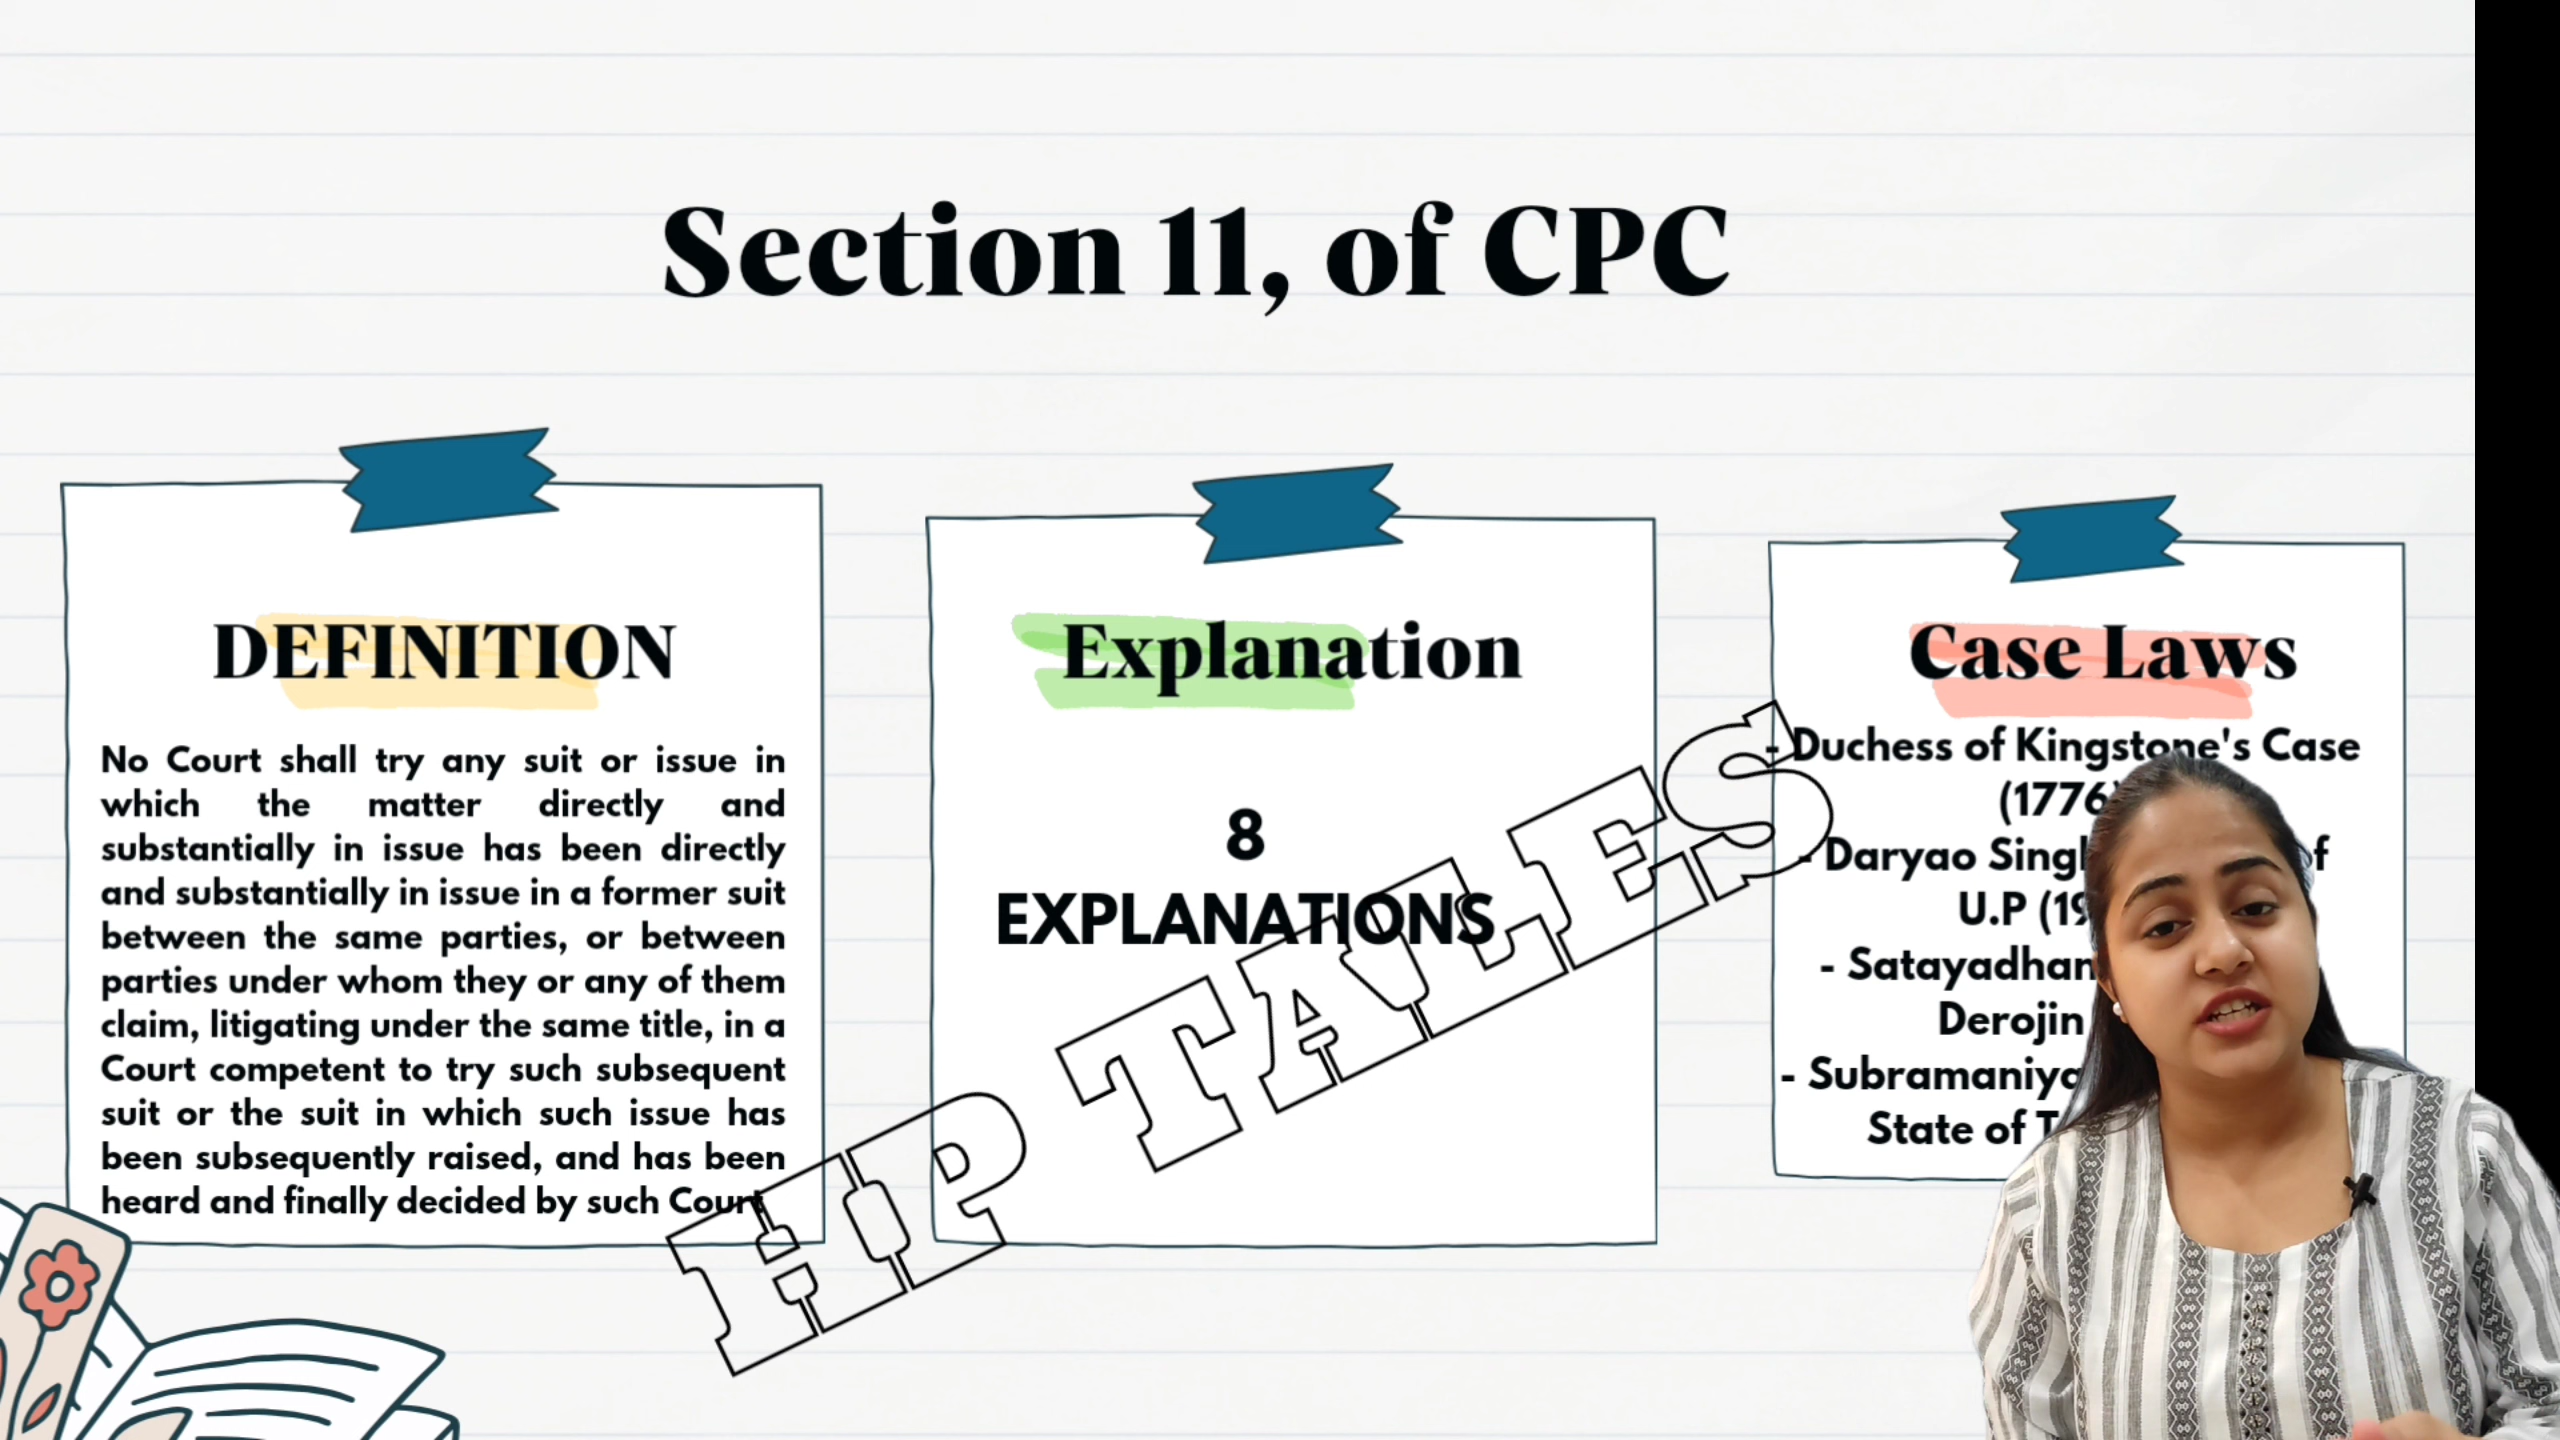 Section 11, of CPC
DEFINITION
No Court shall try any suit or issue in
which the matter directly and
substantially in issue has been directly
and substantially in issue in a former suit
between the same parties, or between
parties under whom they or any of them
claim, litigating under the same title, in a
Court competent to try such subsequent
suit or the suit in which such issue has
been subsequently raised, and has been
heard and finally decided by such Court
Explanation
8
EXPLANATIONS
Case Laws
- Duchess of Kingstone's Case
(1776
- Daryao of
U.P
- Satayadhan
Derojin
- Subramaniya
State of
HP TALES